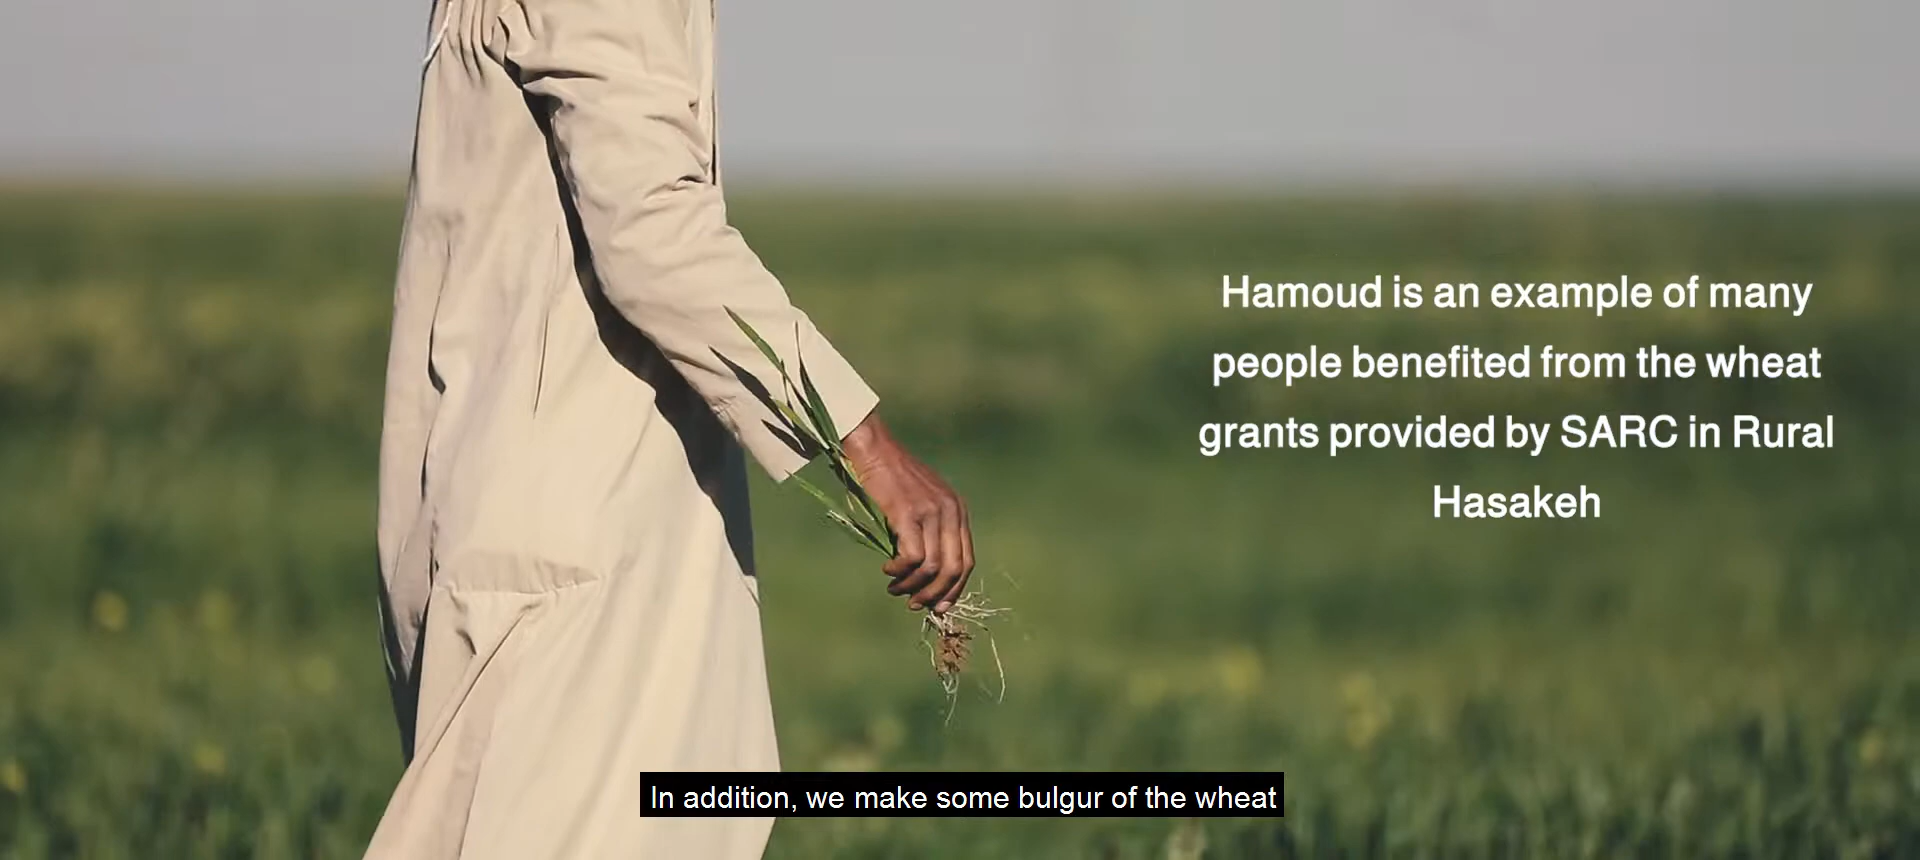 Hamoud is an example of many
people benefited from the wheat
grants provided by SARC in Rural
Hasakeh
In addition, we make some bulgur of the wheat